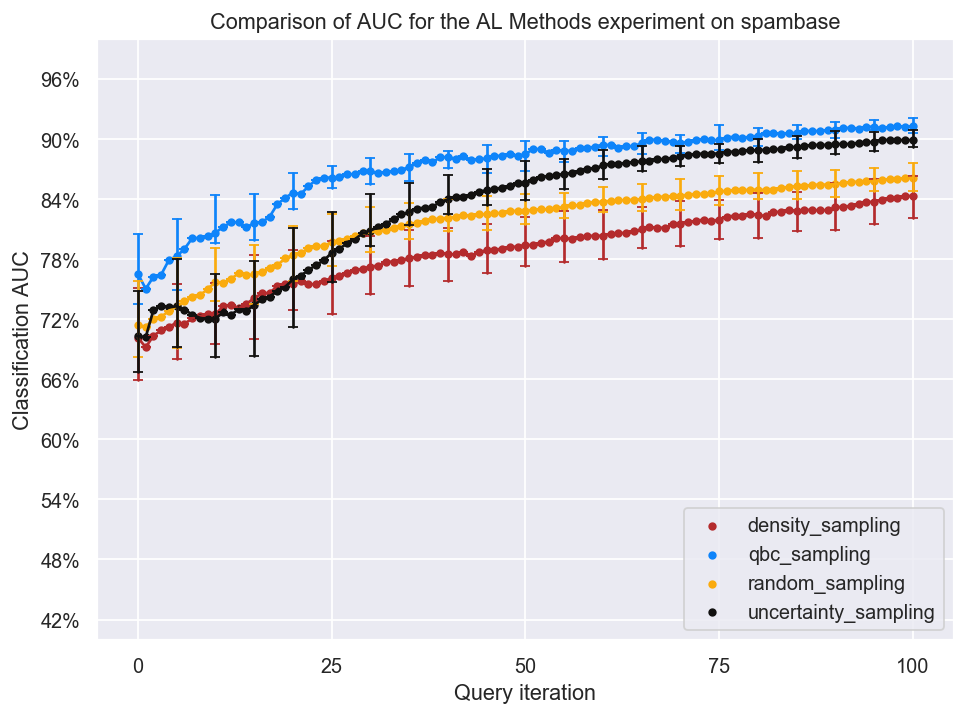 Comparison of AUC for the AL Methods experiment on spambase
96%
90%
84%
78%
72%
66%
60%
54%
48%
42%
Classification AUC
density_sampling
qbc_sampling
random_sampling
uncertainty_sampling
0 25 50 75 100
Query iteration